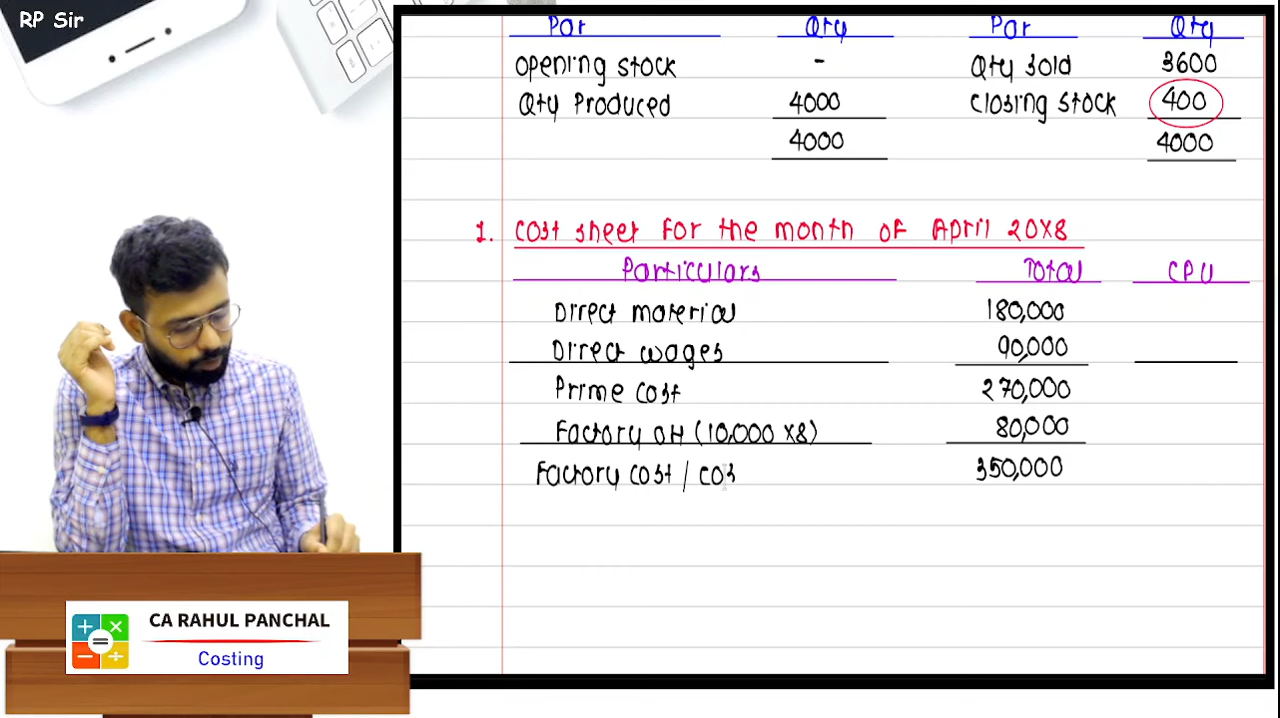 RP Sir
Par Qty Par Qty
Opening stock - Qty sold 3600
Qty Produced 4000 Closing stock 400
4000 4000
1. Cost sheet for the month of April 20X8
Particulars Total CPU
Direct material 180,000
Direct wages 90,000
Prime cost 270,000
Factory OH (10,000 X8) 80,000
Factory cost / cos 350,000
CA RAHUL PANCHAL
Costing